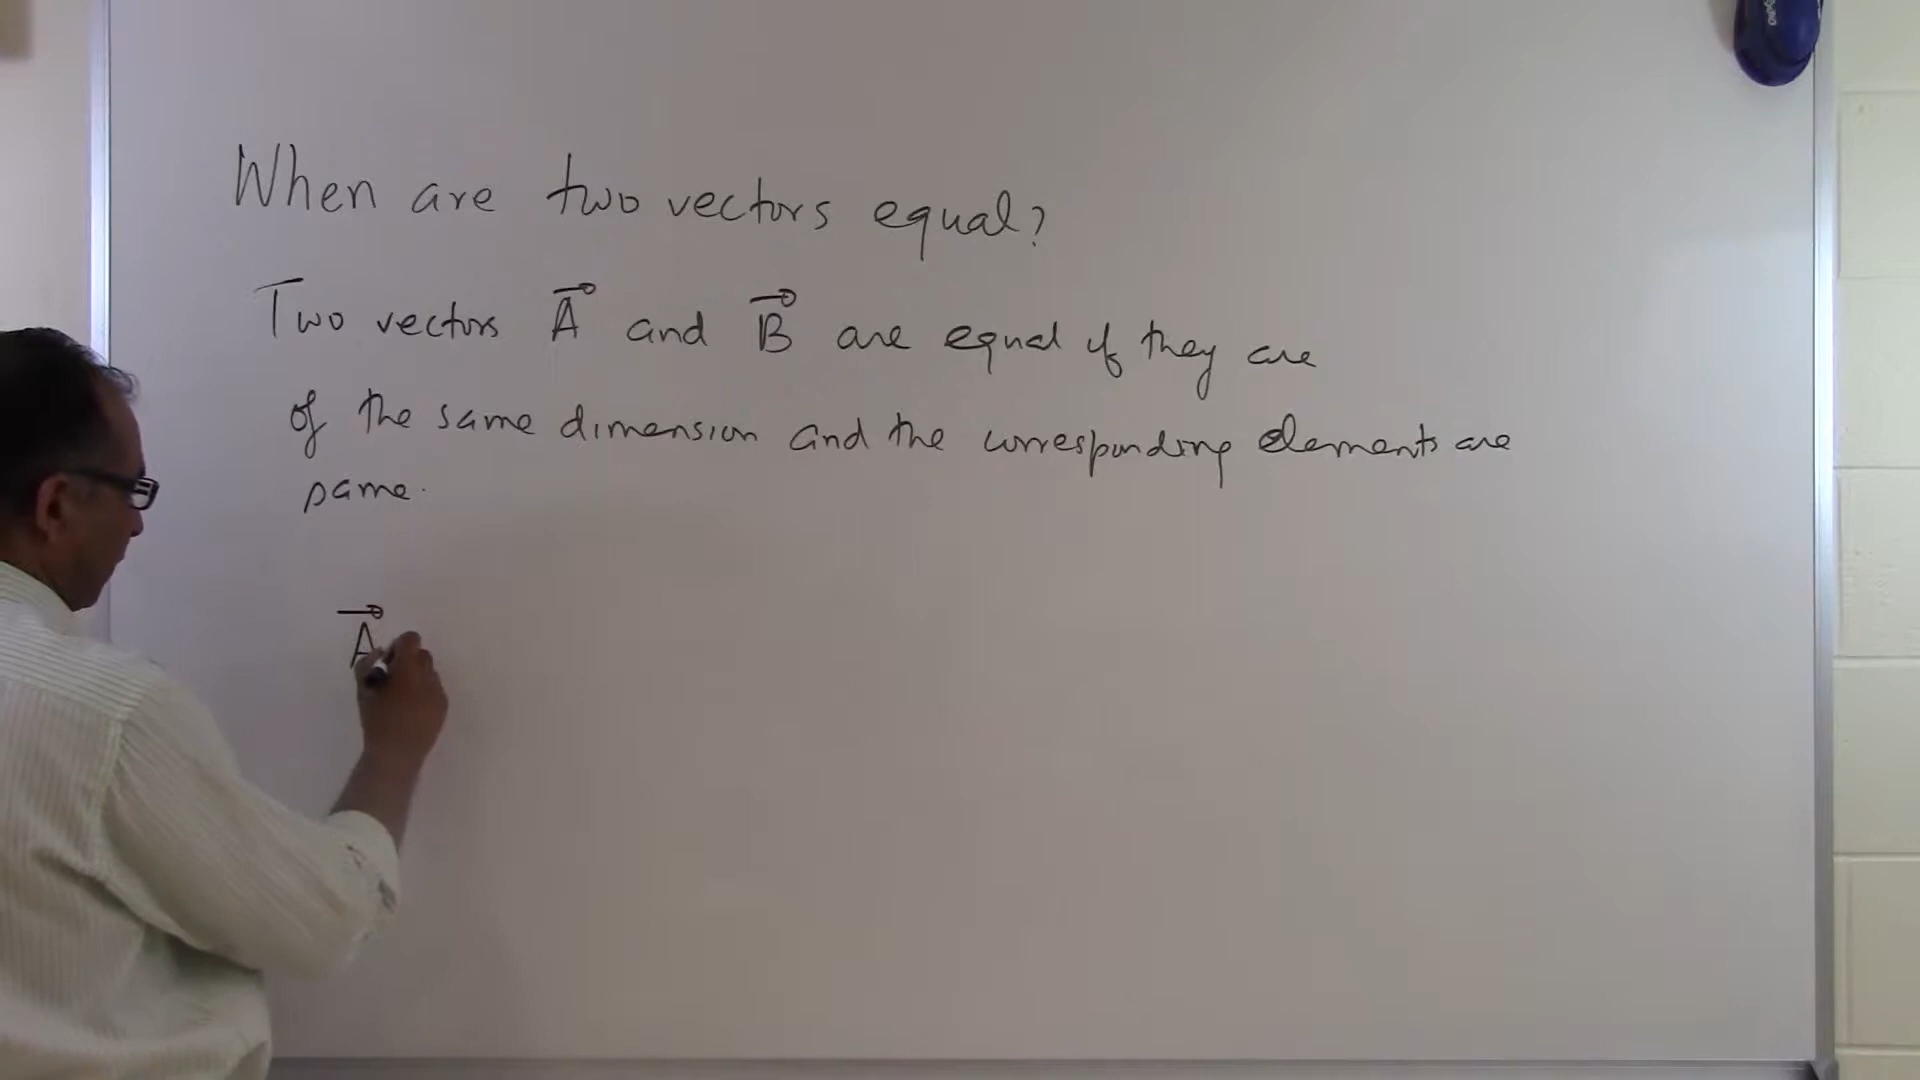 When are two vectors equal?
Two vectors A⃗ and B⃗ are equal if they are
of the same dimension and the corresponding elements are
same.
A⃗
EXPO